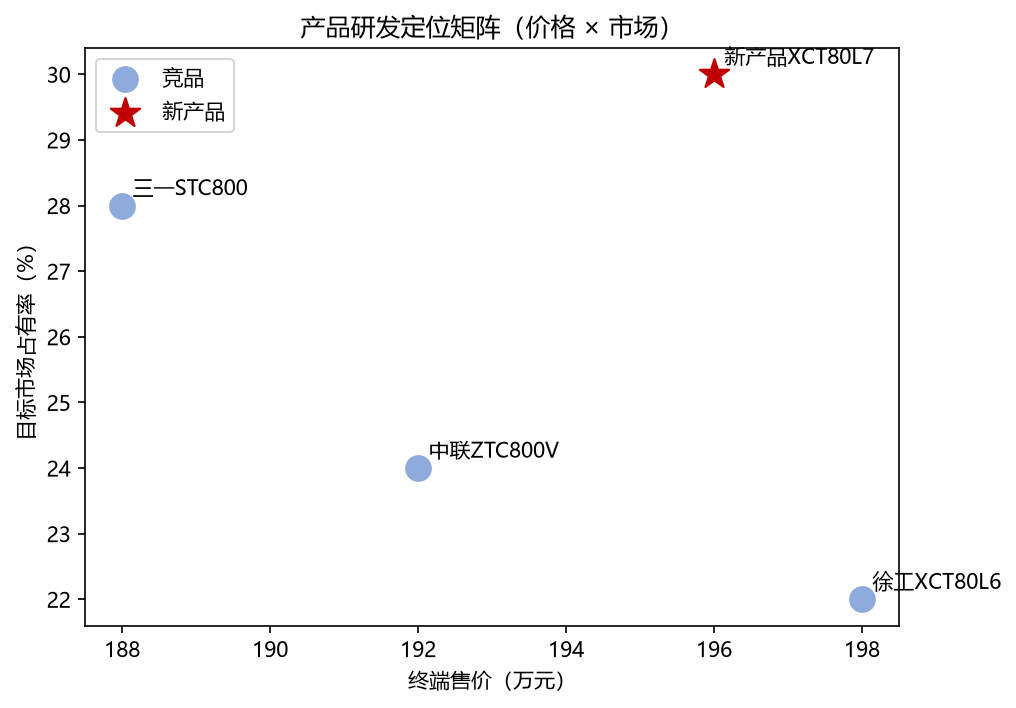 产品研发定位矩阵（价格 × 市场）
竞品
新产品
新产品XCT80L7
三一STC800
中联ZTC800V
徐工XCT80L6
目标市场占有率（%）
30
29
28
27
26
25
24
23
22
188
190
192
194
196
198
终端售价（万元）